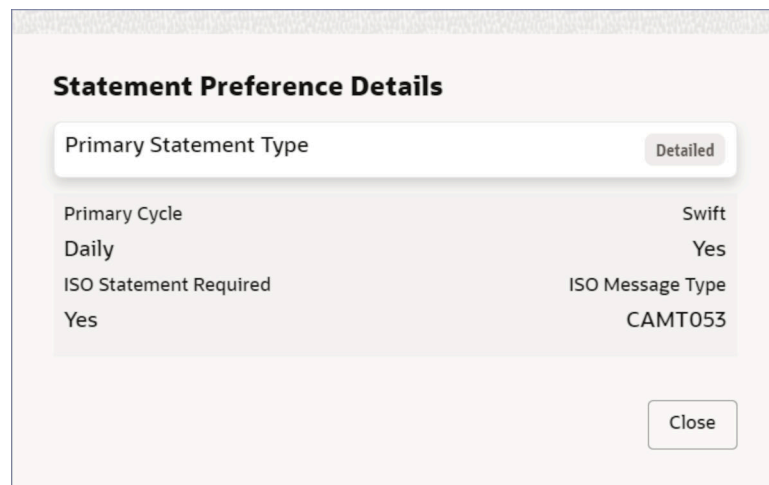 Statement Preference Details
Primary Statement Type Detailed
Primary Cycle Swift
Daily Yes
ISO Statement Required ISO Message Type
Yes CAMT053
Close